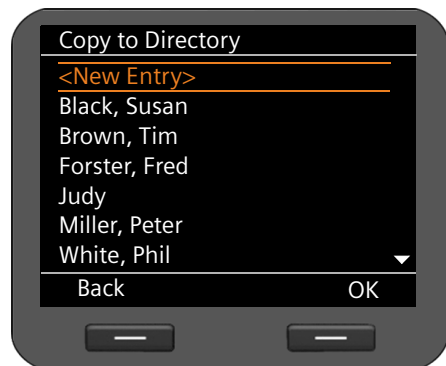 Copy to Directory
<New Entry>
Black, Susan
Brown, Tim
Forster, Fred
Judy
Miller, Peter
White, Phil
Back OK